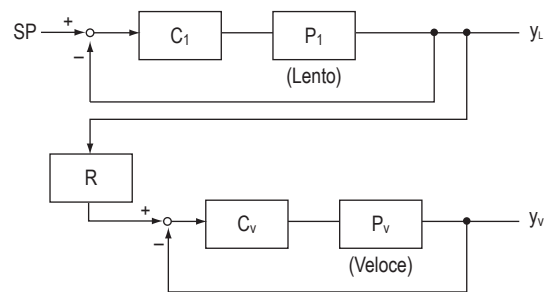 SP + − C1 P1 yL
(Lento)
R
+ − Cv Pv yv
(Veloce)